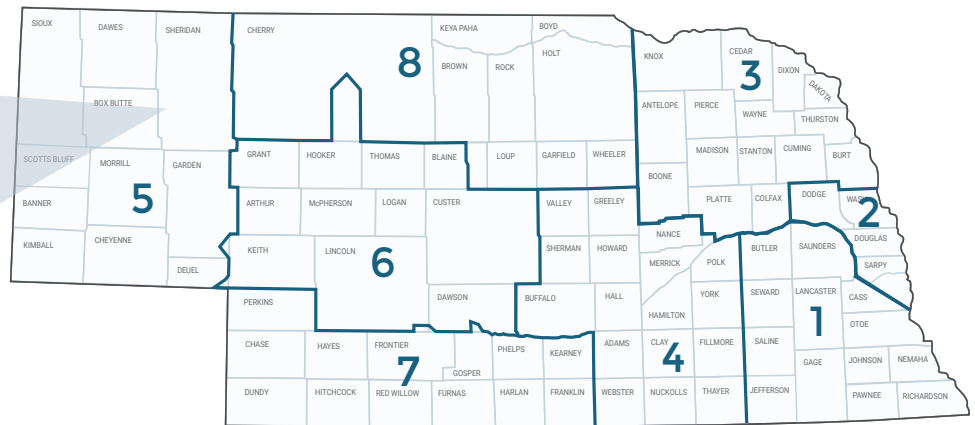 SIOUX
DAWES
SHERIDAN
CHERRY
KEYA PAHA
BOYD
HOLT
BROWN
ROCK
8
KNOX
CEDAR
3
DIXON
DAKOTA
BOX BUTTE
ANTELOPE
PIERCE
WAYNE
THURSTON
SCOTTS BLUFF
MORRILL
GARDEN
GRANT
HOOKER
THOMAS
BLAINE
LOUP
GARFIELD
WHEELER
MADISON
STANTON
CUMING
BURT
BOONE
BANNER
5
ARTHUR
McPHERSON
LOGAN
CUSTER
VALLEY
GREELEY
PLATTE
COLFAX
DODGE
WASH
2
KIMBALL
CHEYENNE
DEUEL
KEITH
LINCOLN
6
SHERMAN
HOWARD
NANCE
MERRICK
POLK
BUTLER
SAUNDERS
DOUGLAS
SARPY
PERKINS
DAWSON
BUFFALO
HALL
HAMILTON
YORK
SEWARD
LANCASTER
1
CASS
OTOE
CHASE
HAYES
FRONTIER
7
GOSPER
PHELPS
KEARNEY
ADAMS
CLAY
4
FILLMORE
SALINE
GAGE
JOHNSON
NEMAHA
DUNDY
HITCHCOCK
RED WILLOW
FURNAS
HARLAN
FRANKLIN
WEBSTER
NUCKOLLS
THAYER
JEFFERSON
PAWNEE
RICHARDSON